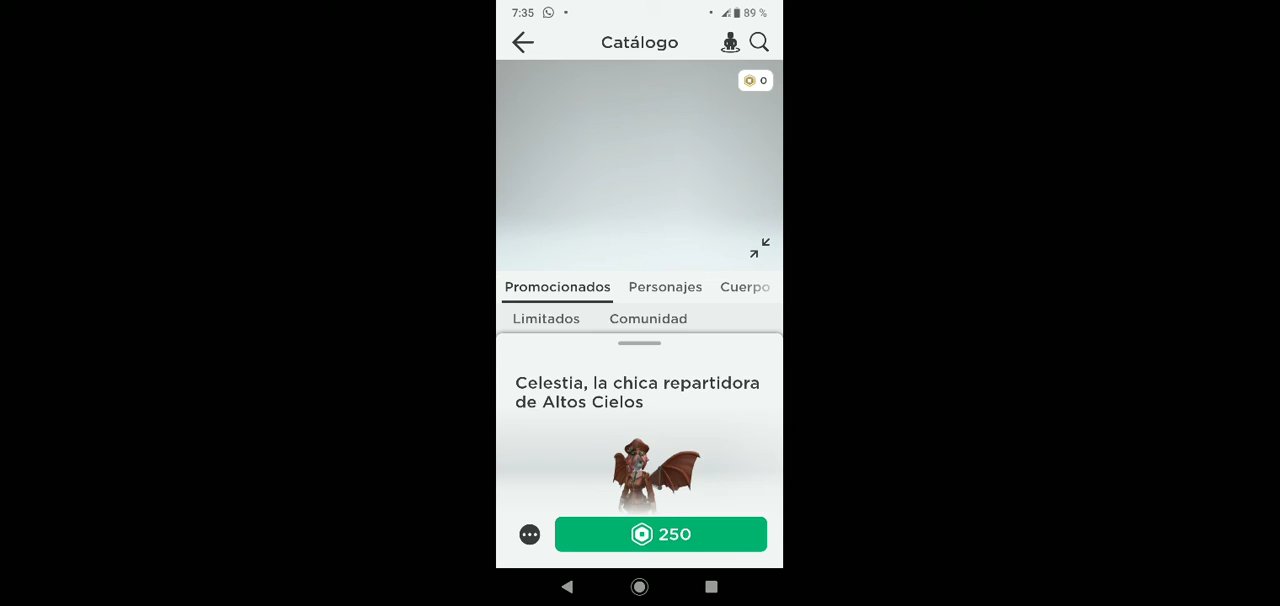 7:35 89 %
Catálogo
0
Promocionados Personajes Cuerpo
Limitados Comunidad
Celestia, la chica repartidora
de Altos Cielos
250